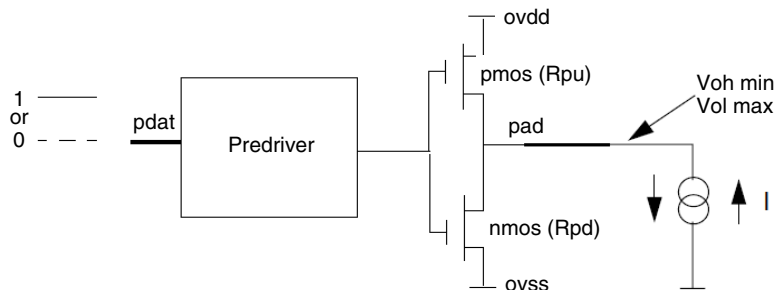 ovdd
pmos (Rpu)
Voh min
Vol max
1
or
0
pdat
Predriver
pad
nmos (Rpd)
I
ovss